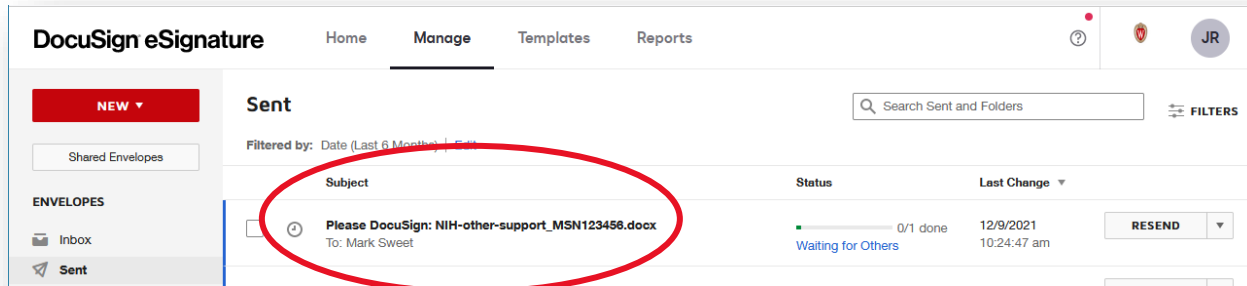 DocuSign eSignature Home Manage Templates Reports JR
NEW
Shared Envelopes
ENVELOPES
Inbox
Sent
Sent
Search Sent and Folders
FILTERS
Filtered by: Date (Last 6 Months) | Edit
Subject Status Last Change
Please DocuSign: NIH-other-support_MSN123456.docx 0/1 done 12/9/2021 RESEND
To: Mark Sweet Waiting for Others 10:24:47 am